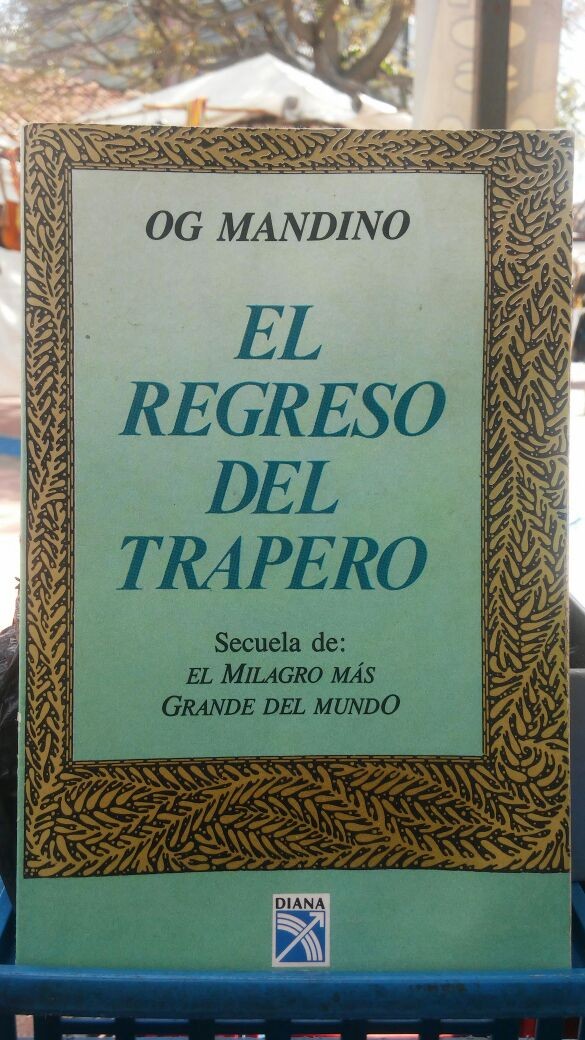 OG MANDINO
EL
REGRESO
DEL
TRAPERO
Secuela de:
EL MILAGRO MÁS
GRANDE DEL MUNDO
DIANA